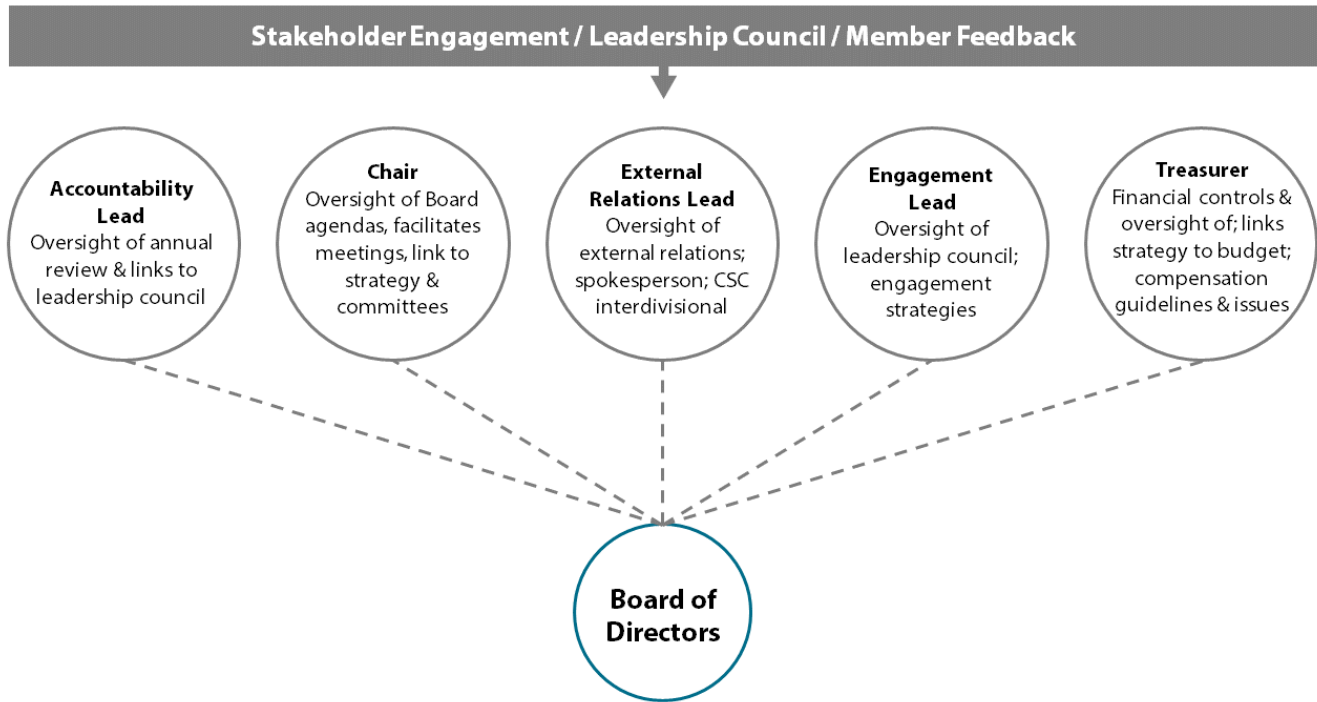 Stakeholder Engagement / Leadership Council / Member Feedback
Accountability
Lead
Oversight of annual
review & links to
leadership council
Chair
Oversight of Board
agendas, facilitates
meetings, link to
strategy &
committees
External
Relations Lead
Oversight of
external relations;
spokesperson; CSC
interdivisional
Engagement
Lead
Oversight of
leadership council;
engagement
strategies
Treasurer
Financial controls &
oversight of; links
strategy to budget;
compensation
guidelines & issues
Board of
Directors